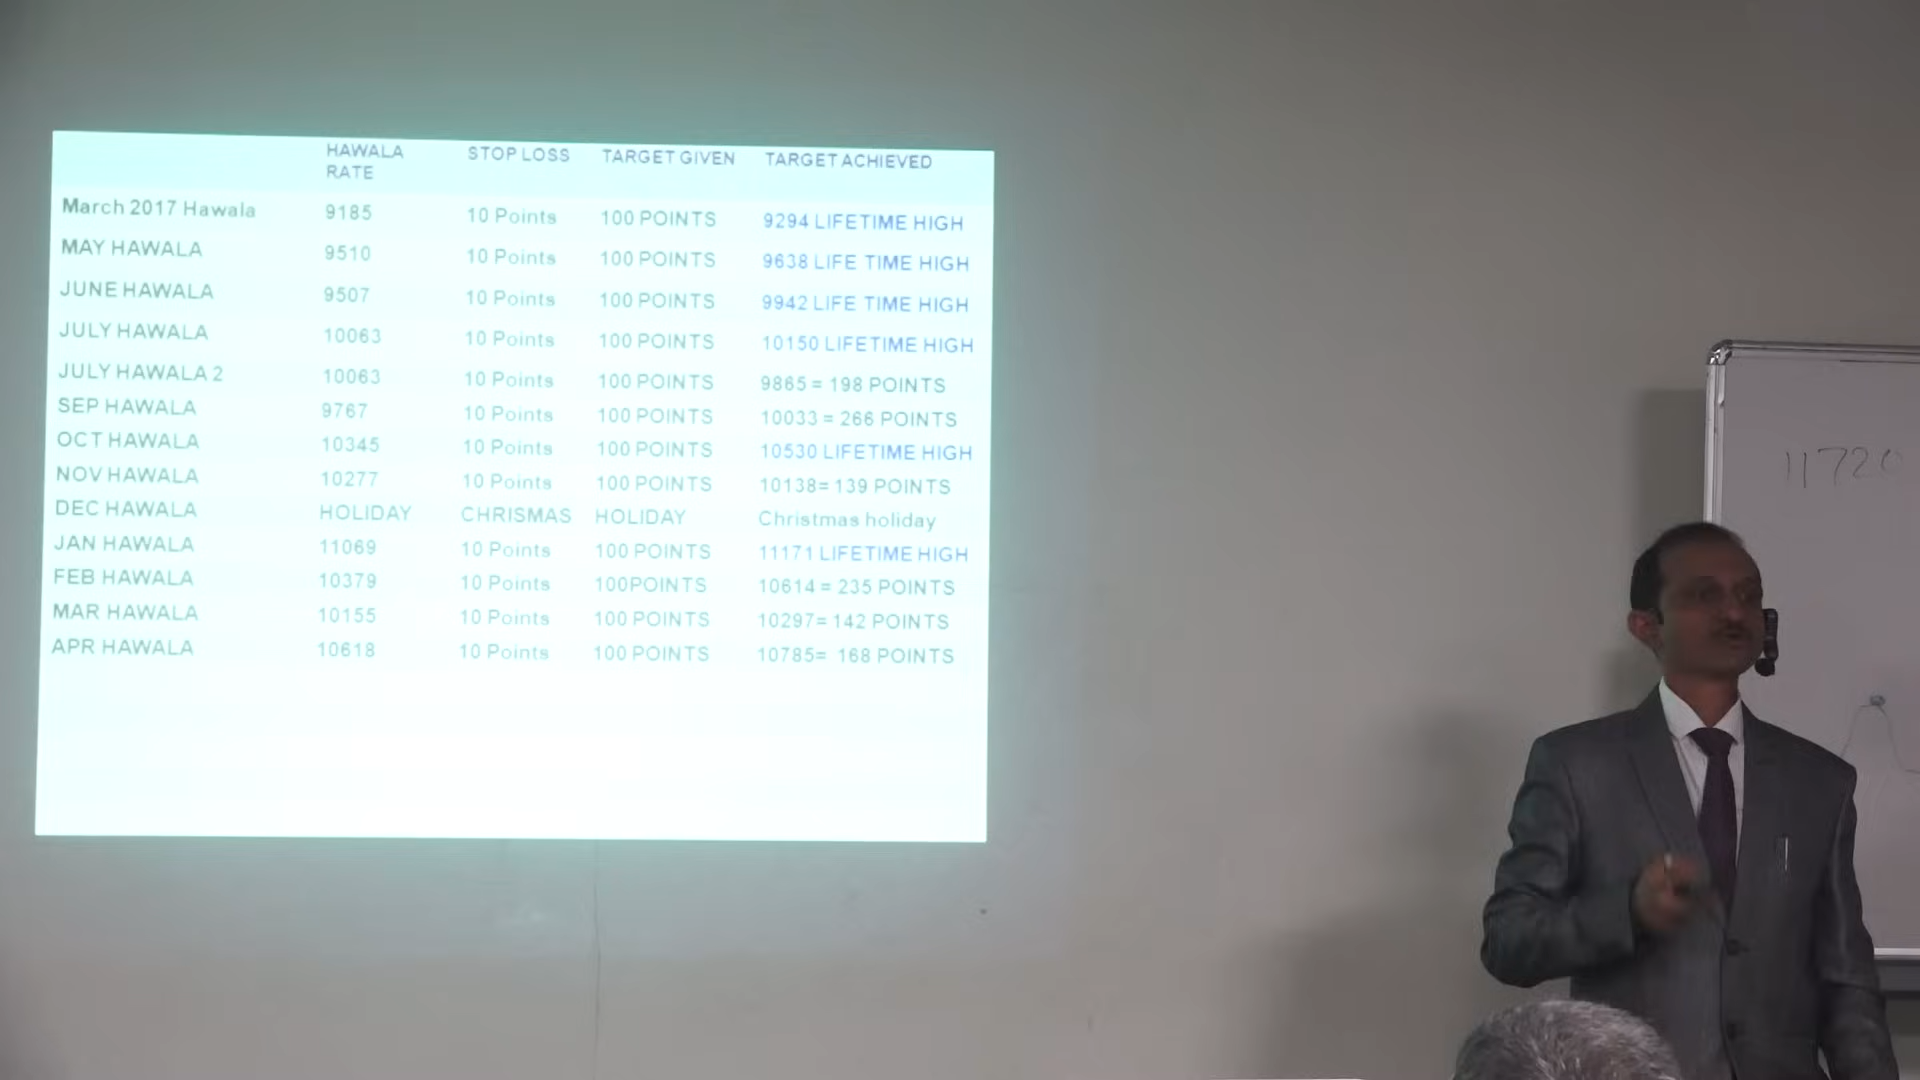 HAWALA RATE STOP LOSS TARGET GIVEN TARGET ACHIEVED
March 2017 Hawala 9185 10 Points 100 POINTS 9294 LIFETIME HIGH
MAY HAWALA 9510 10 Points 100 POINTS 9638 LIFE TIME HIGH
JUNE HAWALA 9507 10 Points 100 POINTS 9942 LIFE TIME HIGH
JULY HAWALA 10063 10 Points 100 POINTS 10150 LIFETIME HIGH
JULY HAWALA 2 10063 10 Points 100 POINTS 9865 = 198 POINTS
SEP HAWALA 9767 10 Points 100 POINTS 10033 = 266 POINTS
OCT HAWALA 10345 10 Points 100 POINTS 10530 LIFETIME HIGH
NOV HAWALA 10277 10 Points 100 POINTS 10138= 139 POINTS
DEC HAWALA HOLIDAY CHRISMAS HOLIDAY Christmas holiday
JAN HAWALA 11069 10 Points 100 POINTS 11171 LIFETIME HIGH
FEB HAWALA 10379 10 Points 100POINTS 10614 = 235 POINTS
MAR HAWALA 10155 10 Points 100 POINTS 10297= 142 POINTS
APR HAWALA 10618 10 Points 100 POINTS 10785= 168 POINTS
11720